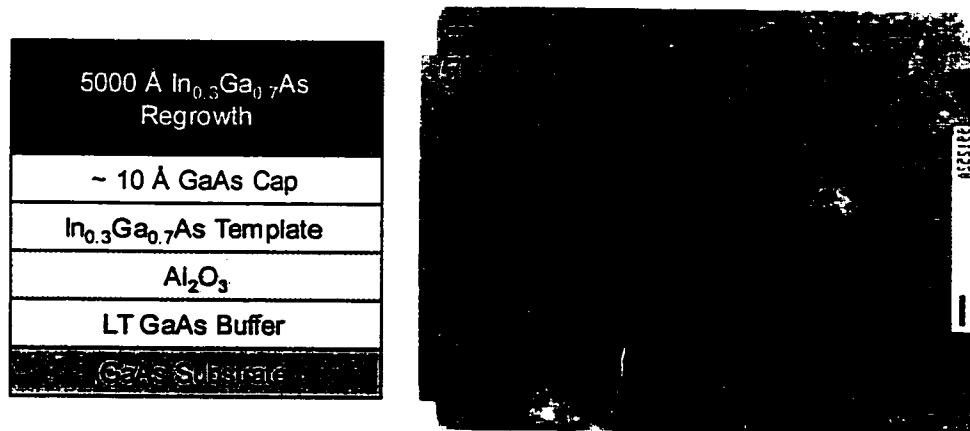 5000 Å In₀.₃Ga₀.₇As
Regrowth
~ 10 Å GaAs Cap
In₀.₃Ga₀.₇As Template
Al₂O₃
LT GaAs Buffer
GaAs Substrate